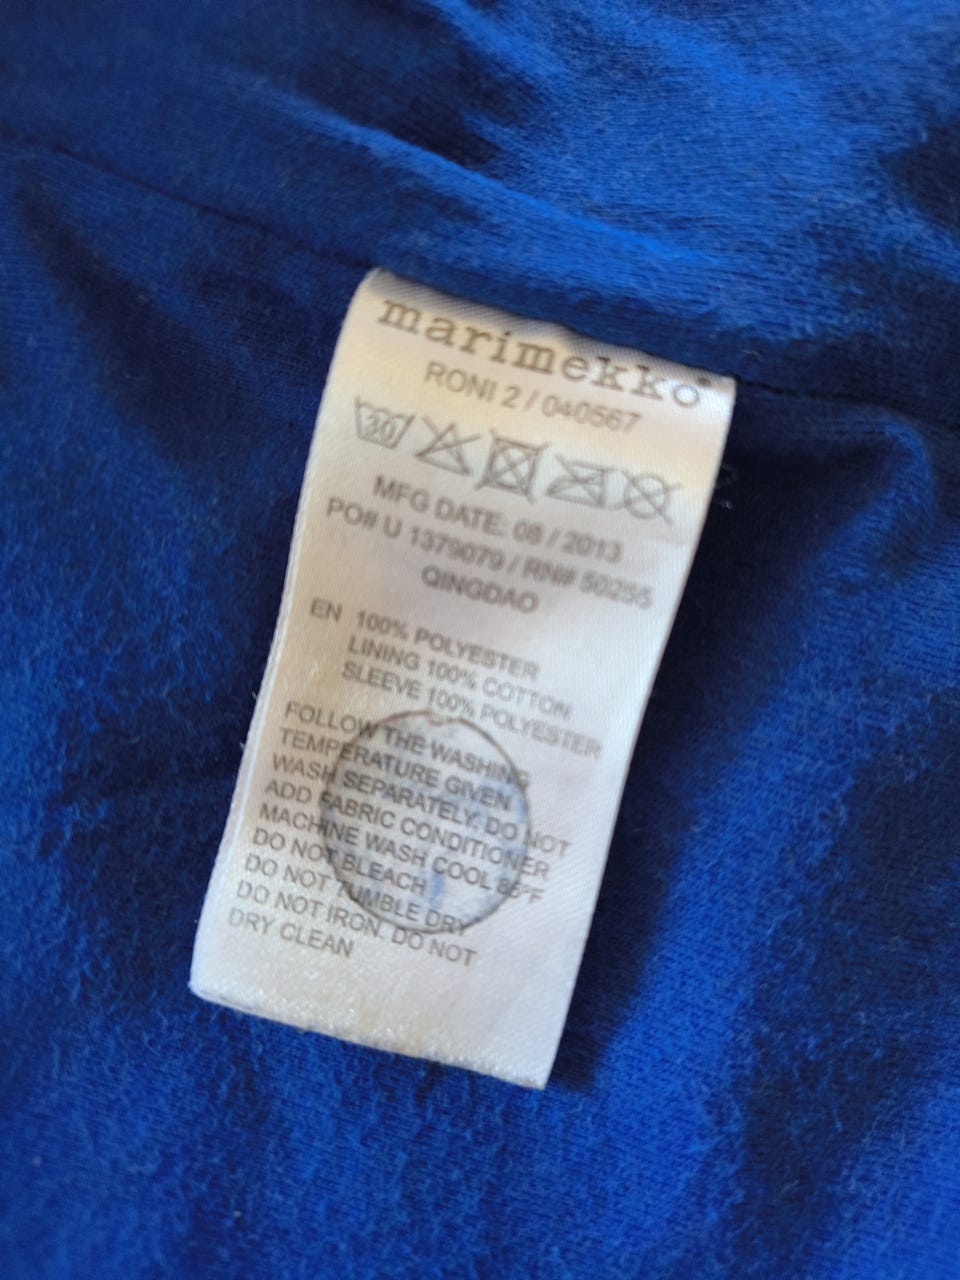 marimekko®
RONI 2 / 040567
30
MFG DATE: 08 / 2013
PO# U 1379079 / RN# 50255
QINGDAO
EN 100% POLYESTER
LINING 100% COTTON
SLEEVE 100% POLYESTER
FOLLOW THE WASHING
TEMPERATURE GIVEN
WASH SEPARATELY. DO NOT
ADD FABRIC CONDITIONER
MACHINE WASH COOL 85°F
DO NOT BLEACH
DO NOT TUMBLE DRY
DO NOT IRON. DO NOT
DRY CLEAN